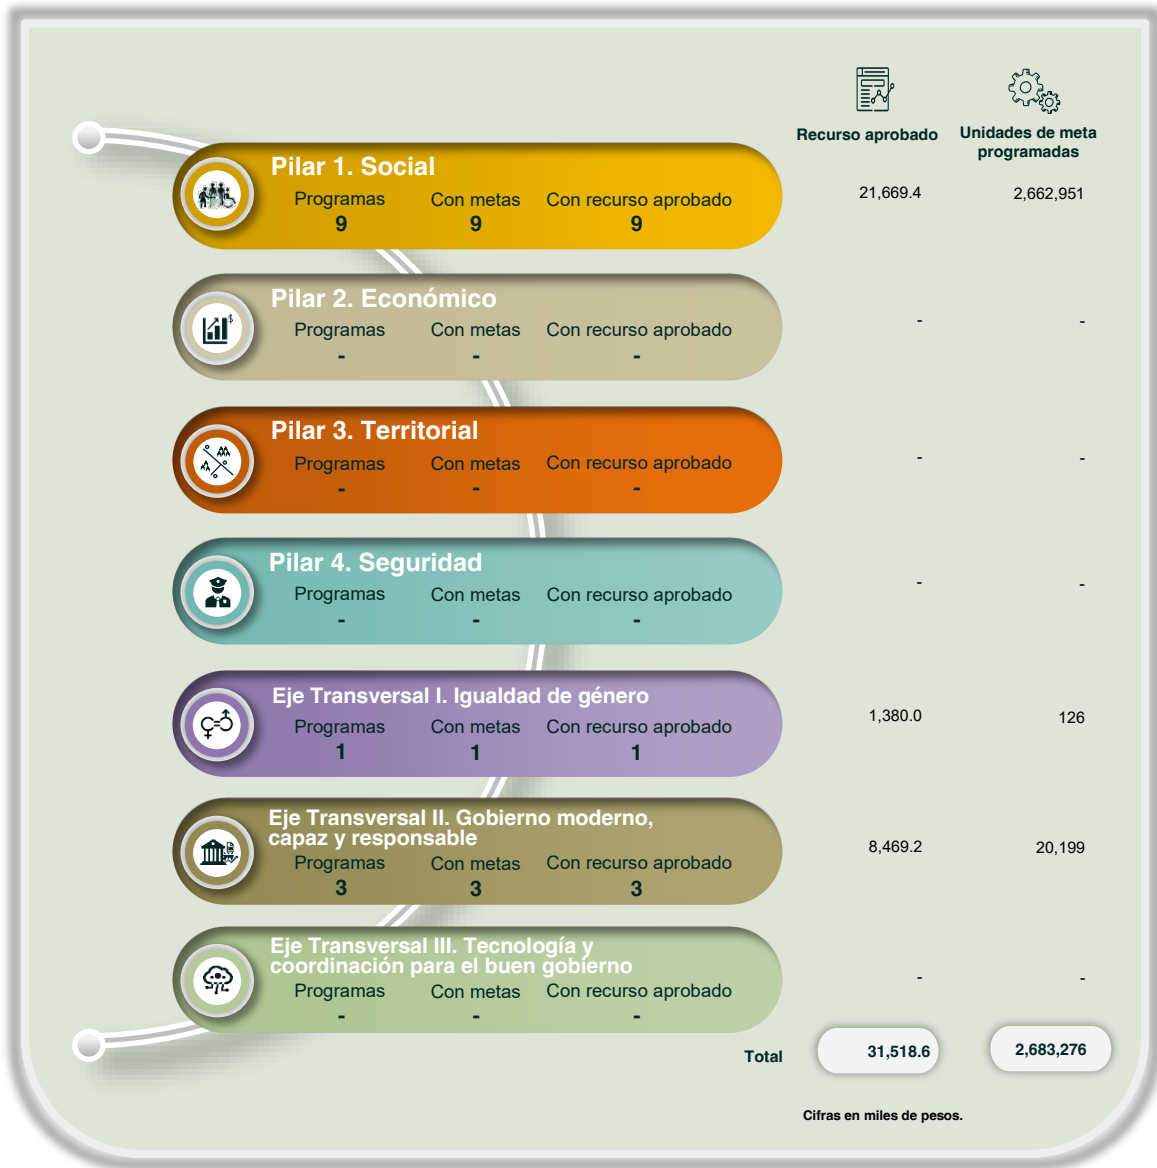 Recurso aprobado
Unidades de meta
programadas
Pilar 1. Social
Programas Con metas Con recurso aprobado
9 9 9
21,669.4 2,662,951
Pilar 2. Económico
Programas Con metas Con recurso aprobado
- - -
- -
Pilar 3. Territorial
Programas Con metas Con recurso aprobado
- - -
- -
Pilar 4. Seguridad
Programas Con metas Con recurso aprobado
- - -
- -
Eje Transversal I. Igualdad de género
Programas Con metas Con recurso aprobado
1 1 1
1,380.0 126
Eje Transversal II. Gobierno moderno,
capaz y responsable
Programas Con metas Con recurso aprobado
3 3 3
8,469.2 20,199
Eje Transversal III. Tecnología y
coordinación para el buen gobierno
Programas Con metas Con recurso aprobado
- - -
- -
Total 31,518.6 2,683,276
Cifras en miles de pesos.